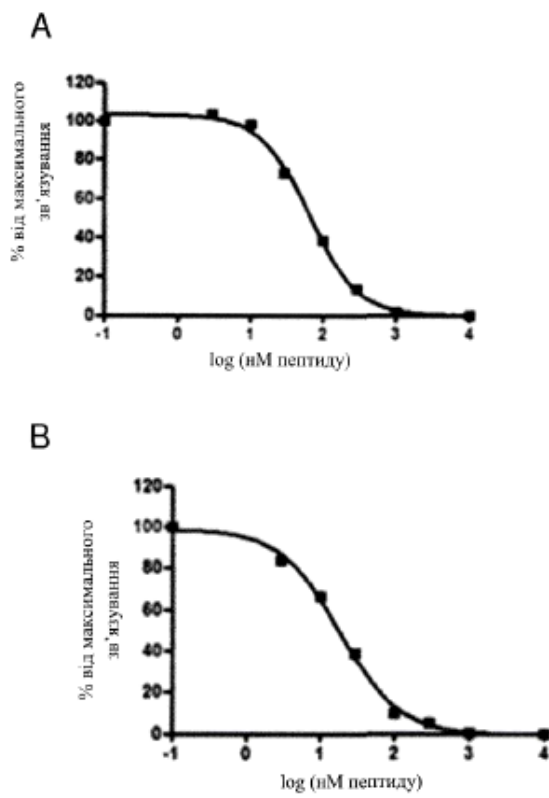 A
120
100
80
60
40
20
0
% від максимального
зв'язування
-1 0 1 2 3 4
log (нМ пептиду)
B
120
100
80
60
40
20
0
% від максимального
зв'язування
-1 0 1 2 3 4
log (нМ пептиду)